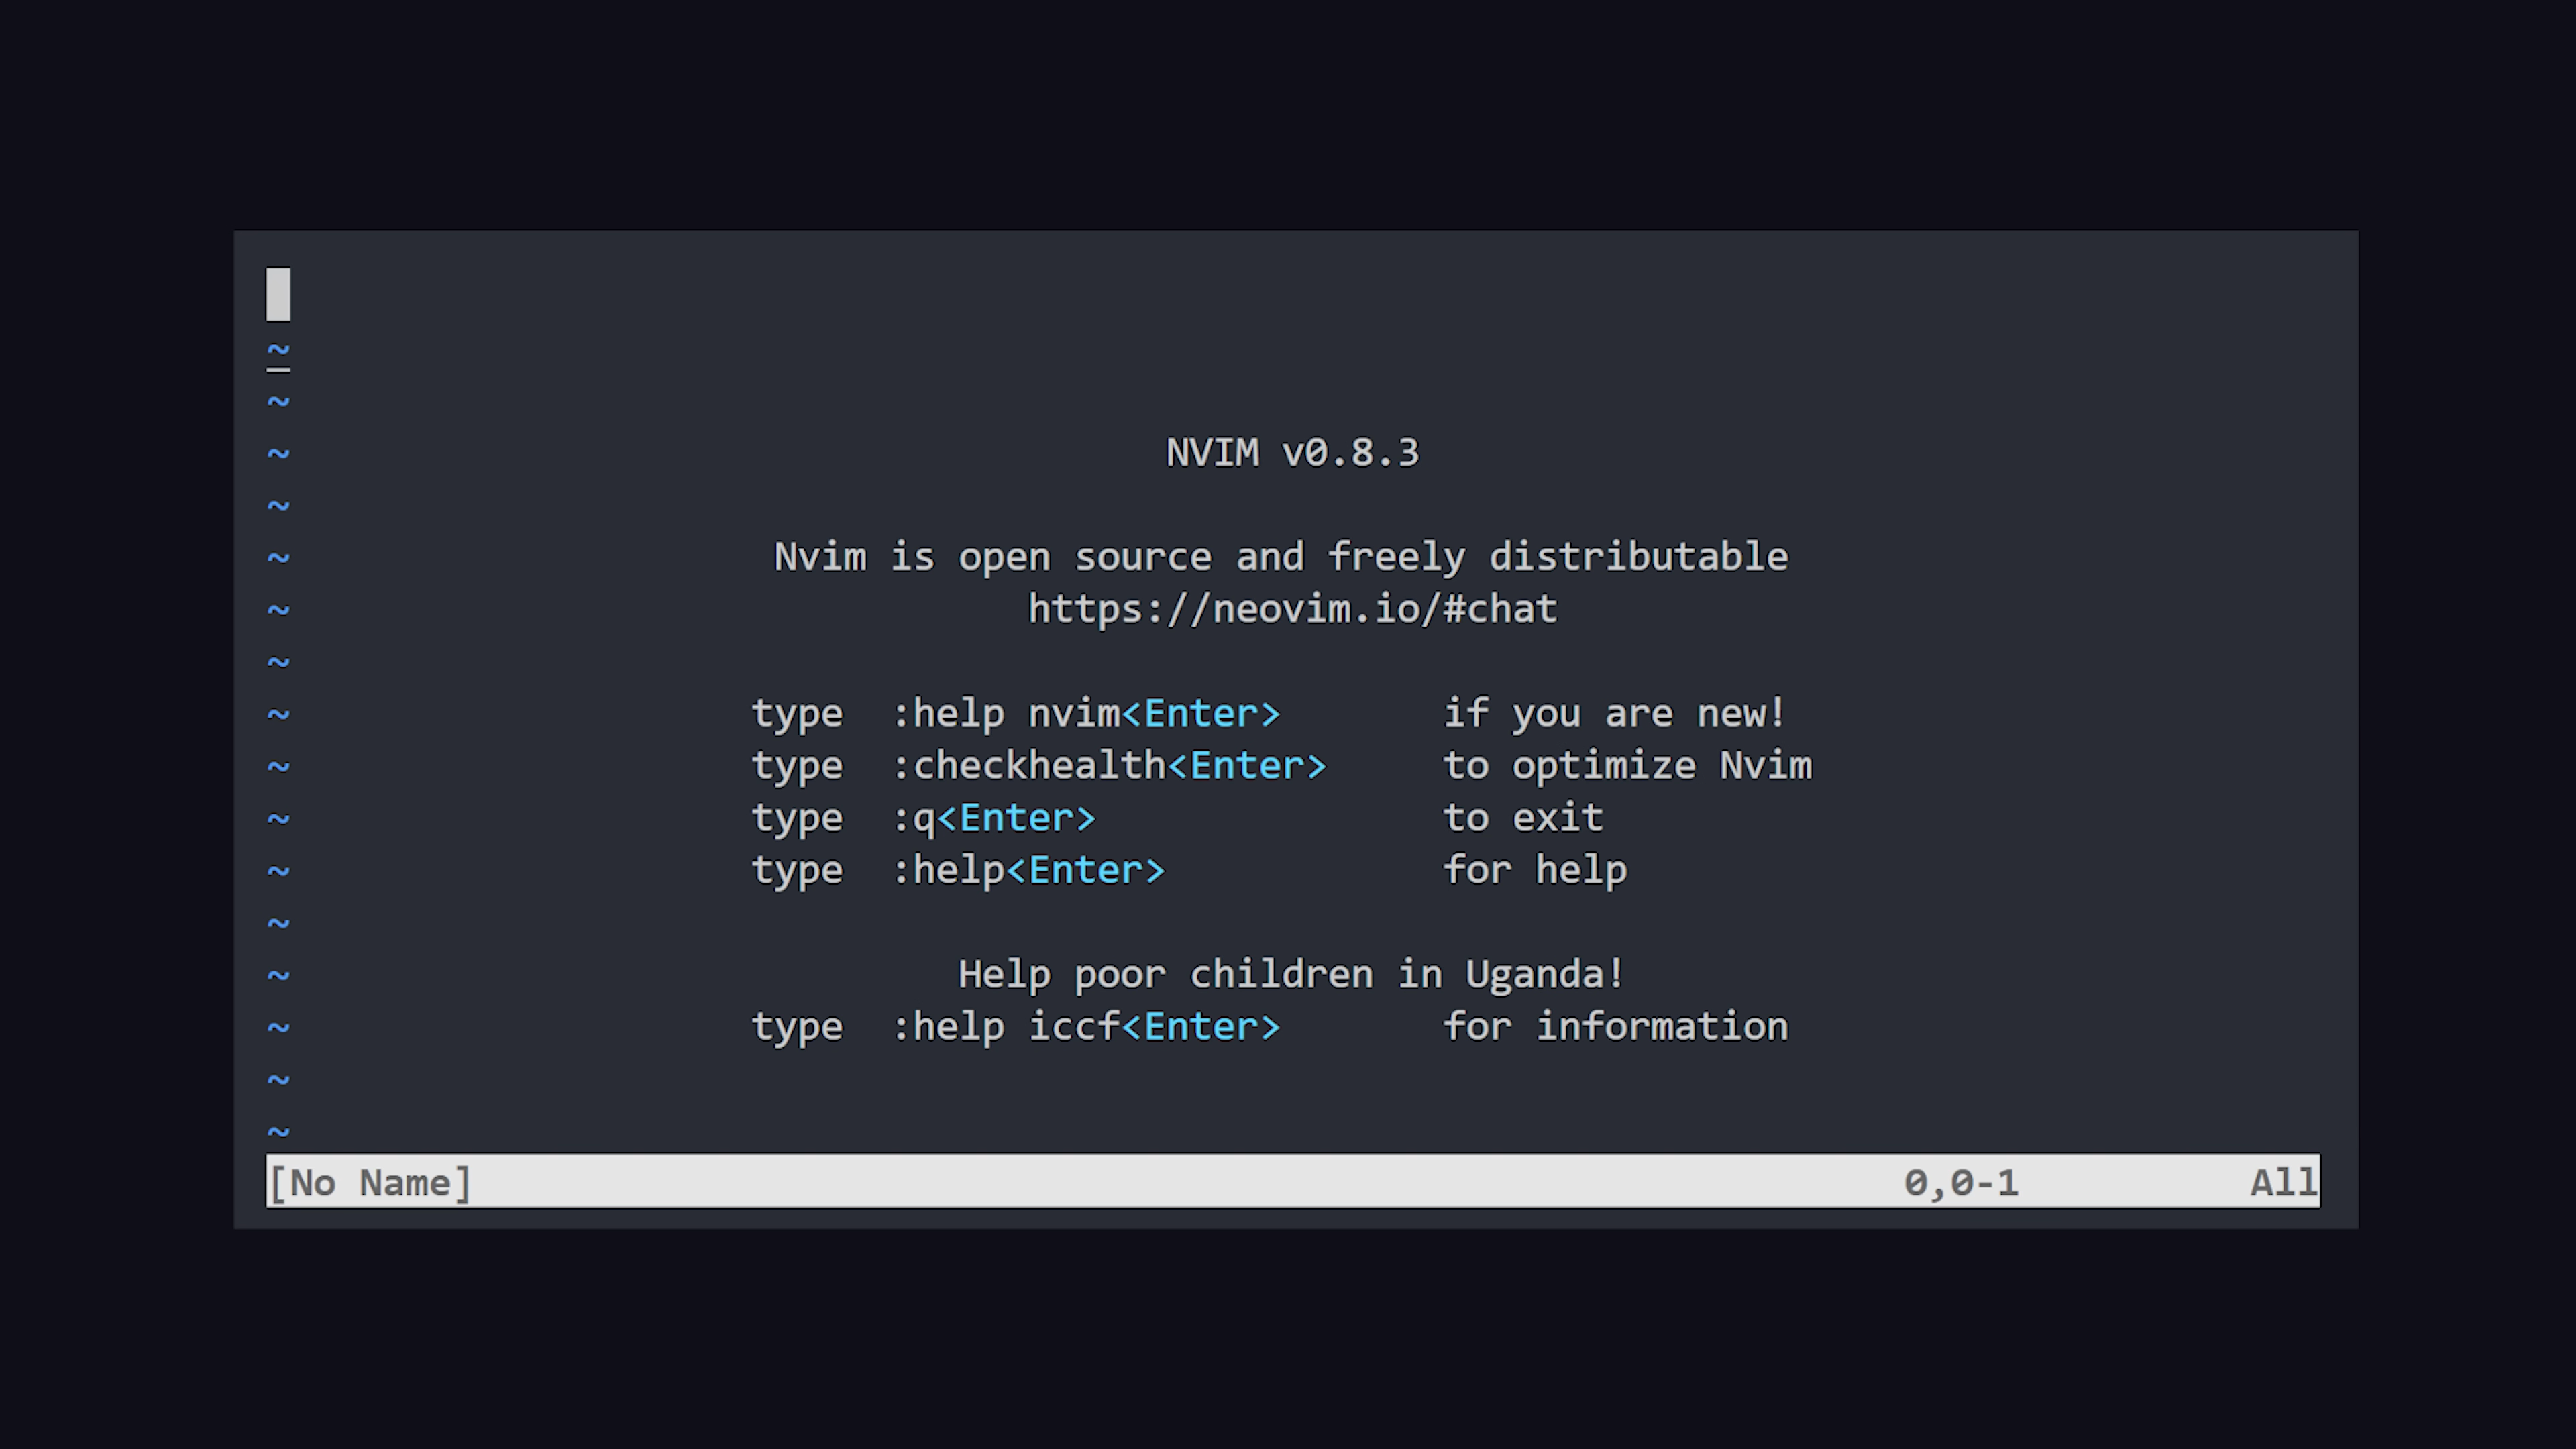 ~
~
~
NVIM v0.8.3
~
~
Nvim is open source and freely distributable
~
https://neovim.io/#chat
~
~
type  :help nvim<Enter>       if you are new!
~
type  :checkhealth<Enter>     to optimize Nvim
~
type  :q<Enter>               to exit
~
type  :help<Enter>            for help
~
~
Help poor children in Uganda!
~
type  :help iccf<Enter>       for information
~
~
[No Name]                     0,0-1          All